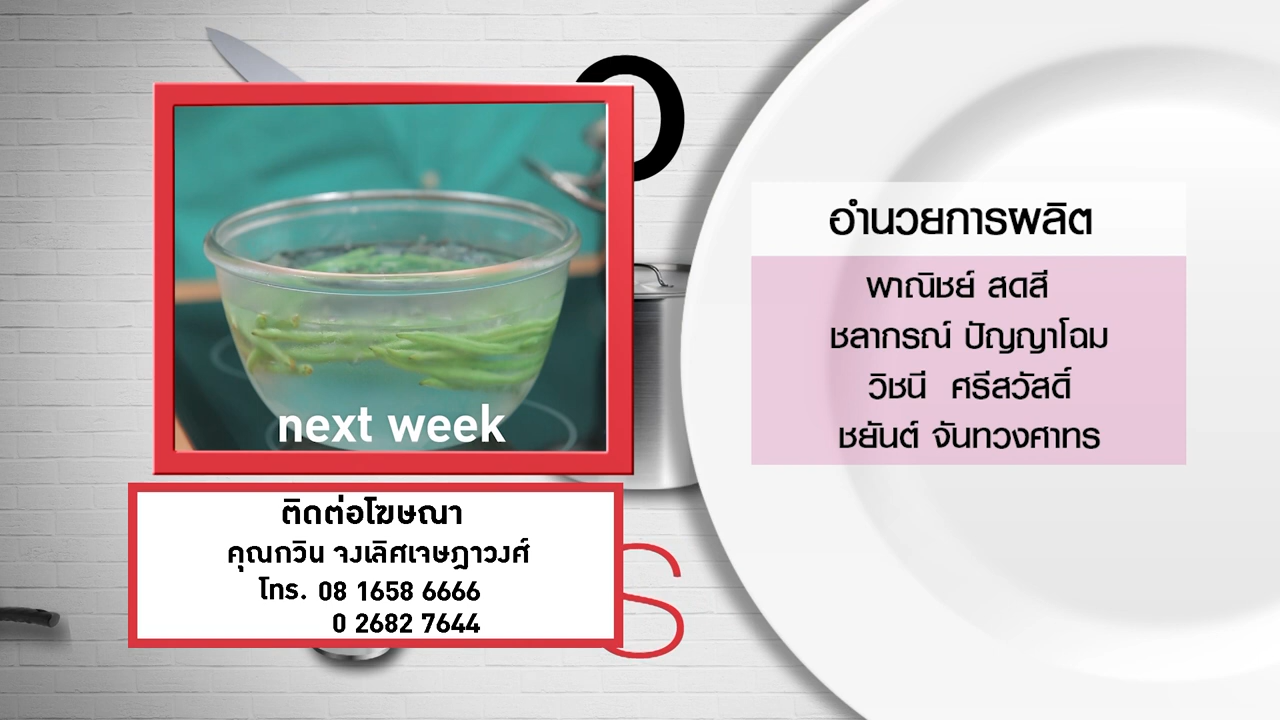 next week
ติดต่อโฆษณา
คุณกวิน จงเลิศเจษฎาวงศ์
โทร. 08 1658 6666
0 2682 7644
อำนวยการผลิต
พาณิชย์ สดสี
ชลากรณ์ ปัญญาโฉม
วิชนี ศรีสวัสดิ์
ชยันต์ จันทวงศาทร